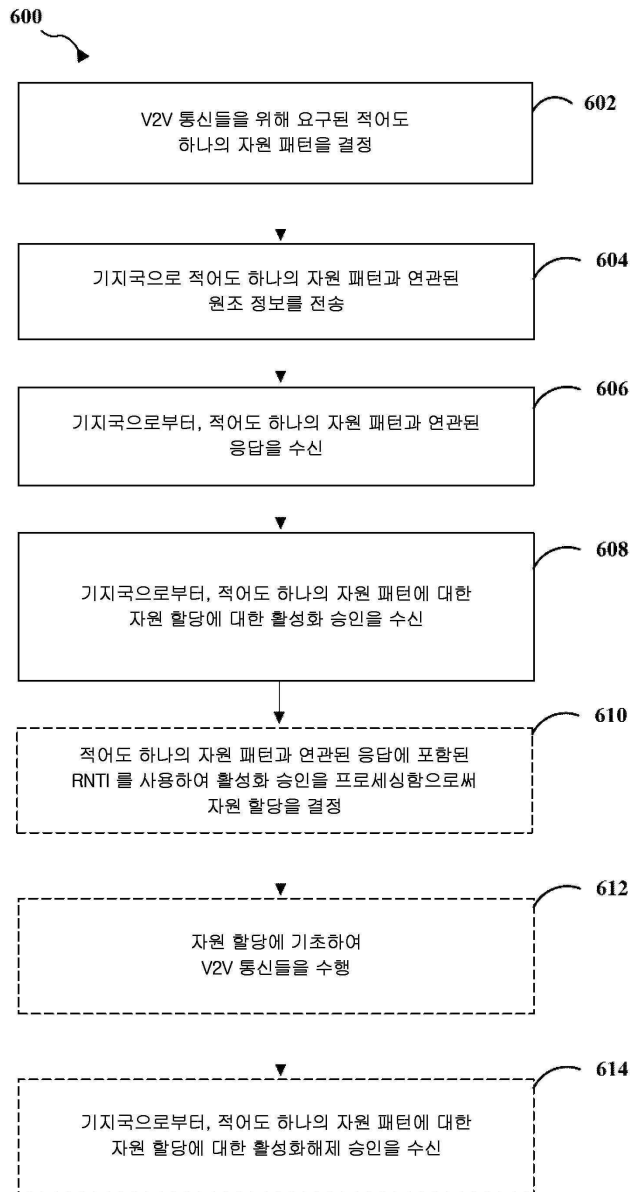 600
602
V2V 통신들을 위해 요구된 적어도
하나의 자원 패턴을 결정
604
기지국으로 적어도 하나의 자원 패턴과 연관된
원조 정보를 전송
606
기지국으로부터, 적어도 하나의 자원 패턴과 연관된
응답을 수신
608
기지국으로부터, 적어도 하나의 자원 패턴에 대한
자원 할당에 대한 활성화 승인을 수신
610
적어도 하나의 자원 패턴과 연관된 응답에 포함된
RNTI 를 사용하여 활성화 승인을 프로세싱함으로써
자원 할당을 결정
612
자원 할당에 기초하여
V2V 통신들을 수행
614
기지국으로부터, 적어도 하나의 자원 패턴에 대한
자원 할당에 대한 활성화해제 승인을 수신